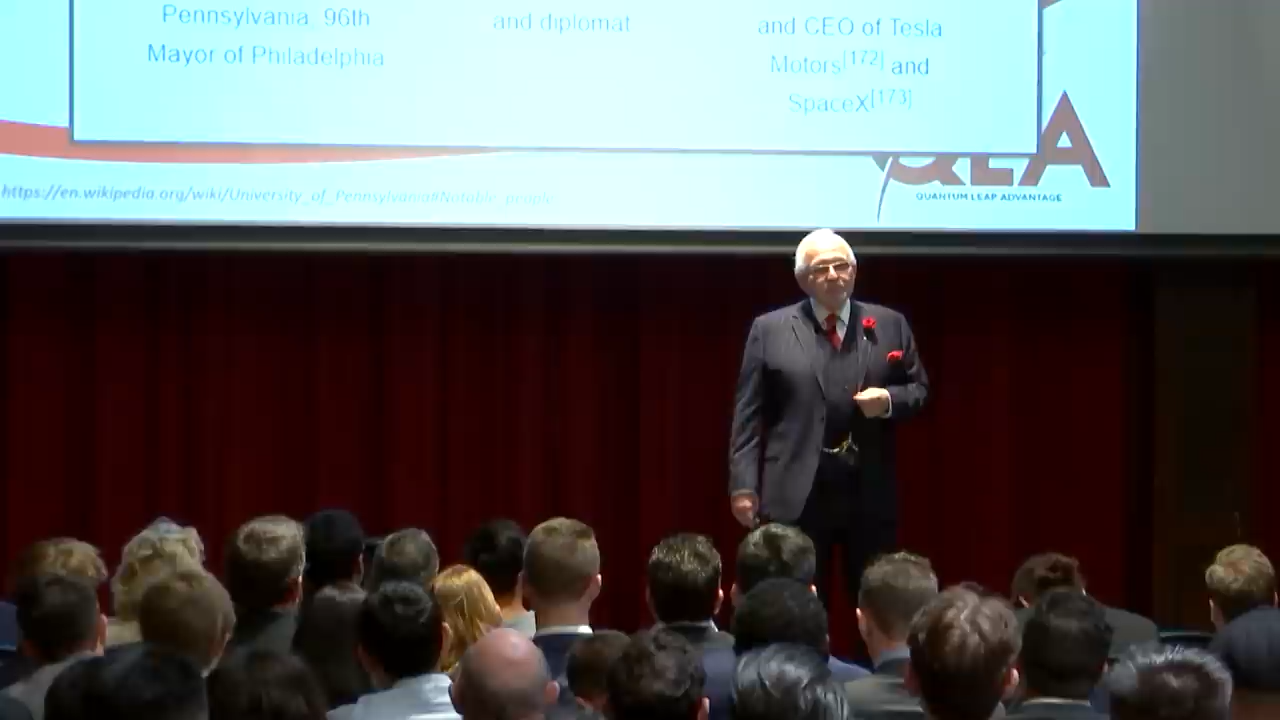 Pennsylvania, 96th
Mayor of Philadelphia
and diplomat
and CEO of Tesla
Motors[172] and
SpaceX[173]
https://en.wikipedia.org/wiki/University_of_Pennsylvania#Notable_people
QLA
QUANTUM LEAP ADVANTAGE